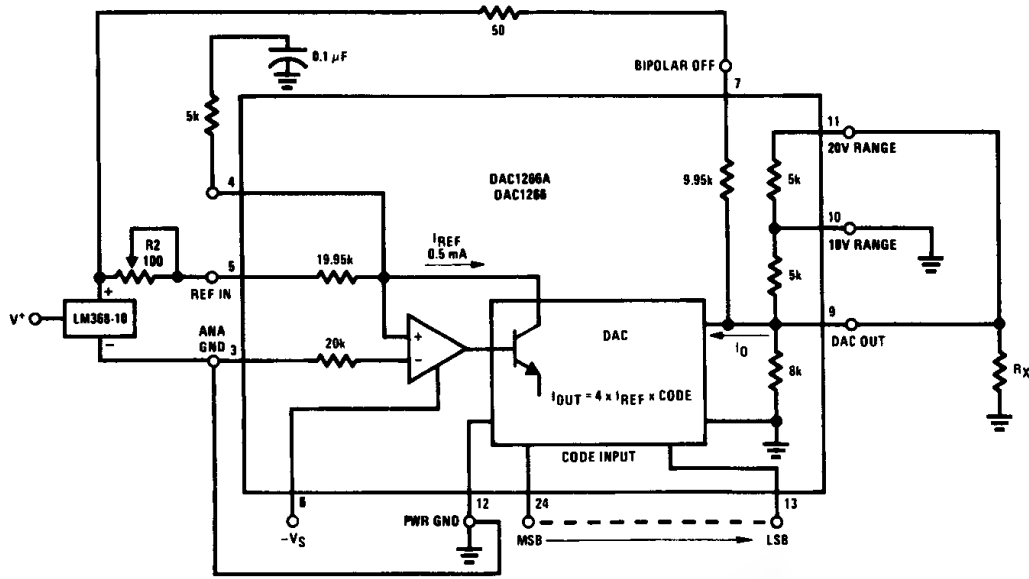 50
0.1 µF
BIPOLAR OFF
7
5k
11
20V RANGE
DAC1266A
DAC1266
9.95k
5k
4
10
10V RANGE
R2
100
IREF
0.5 mA
5
19.95k
5k
REF IN
+
V+
LM368-10
DAC
9
DAC OUT
ANA
GND
3
20k
+
−
−
IO
8k
RX
IOUT = 4 x IREF x CODE
CODE INPUT
6
12
24
13
−VS
PWR GND
MSB
LSB